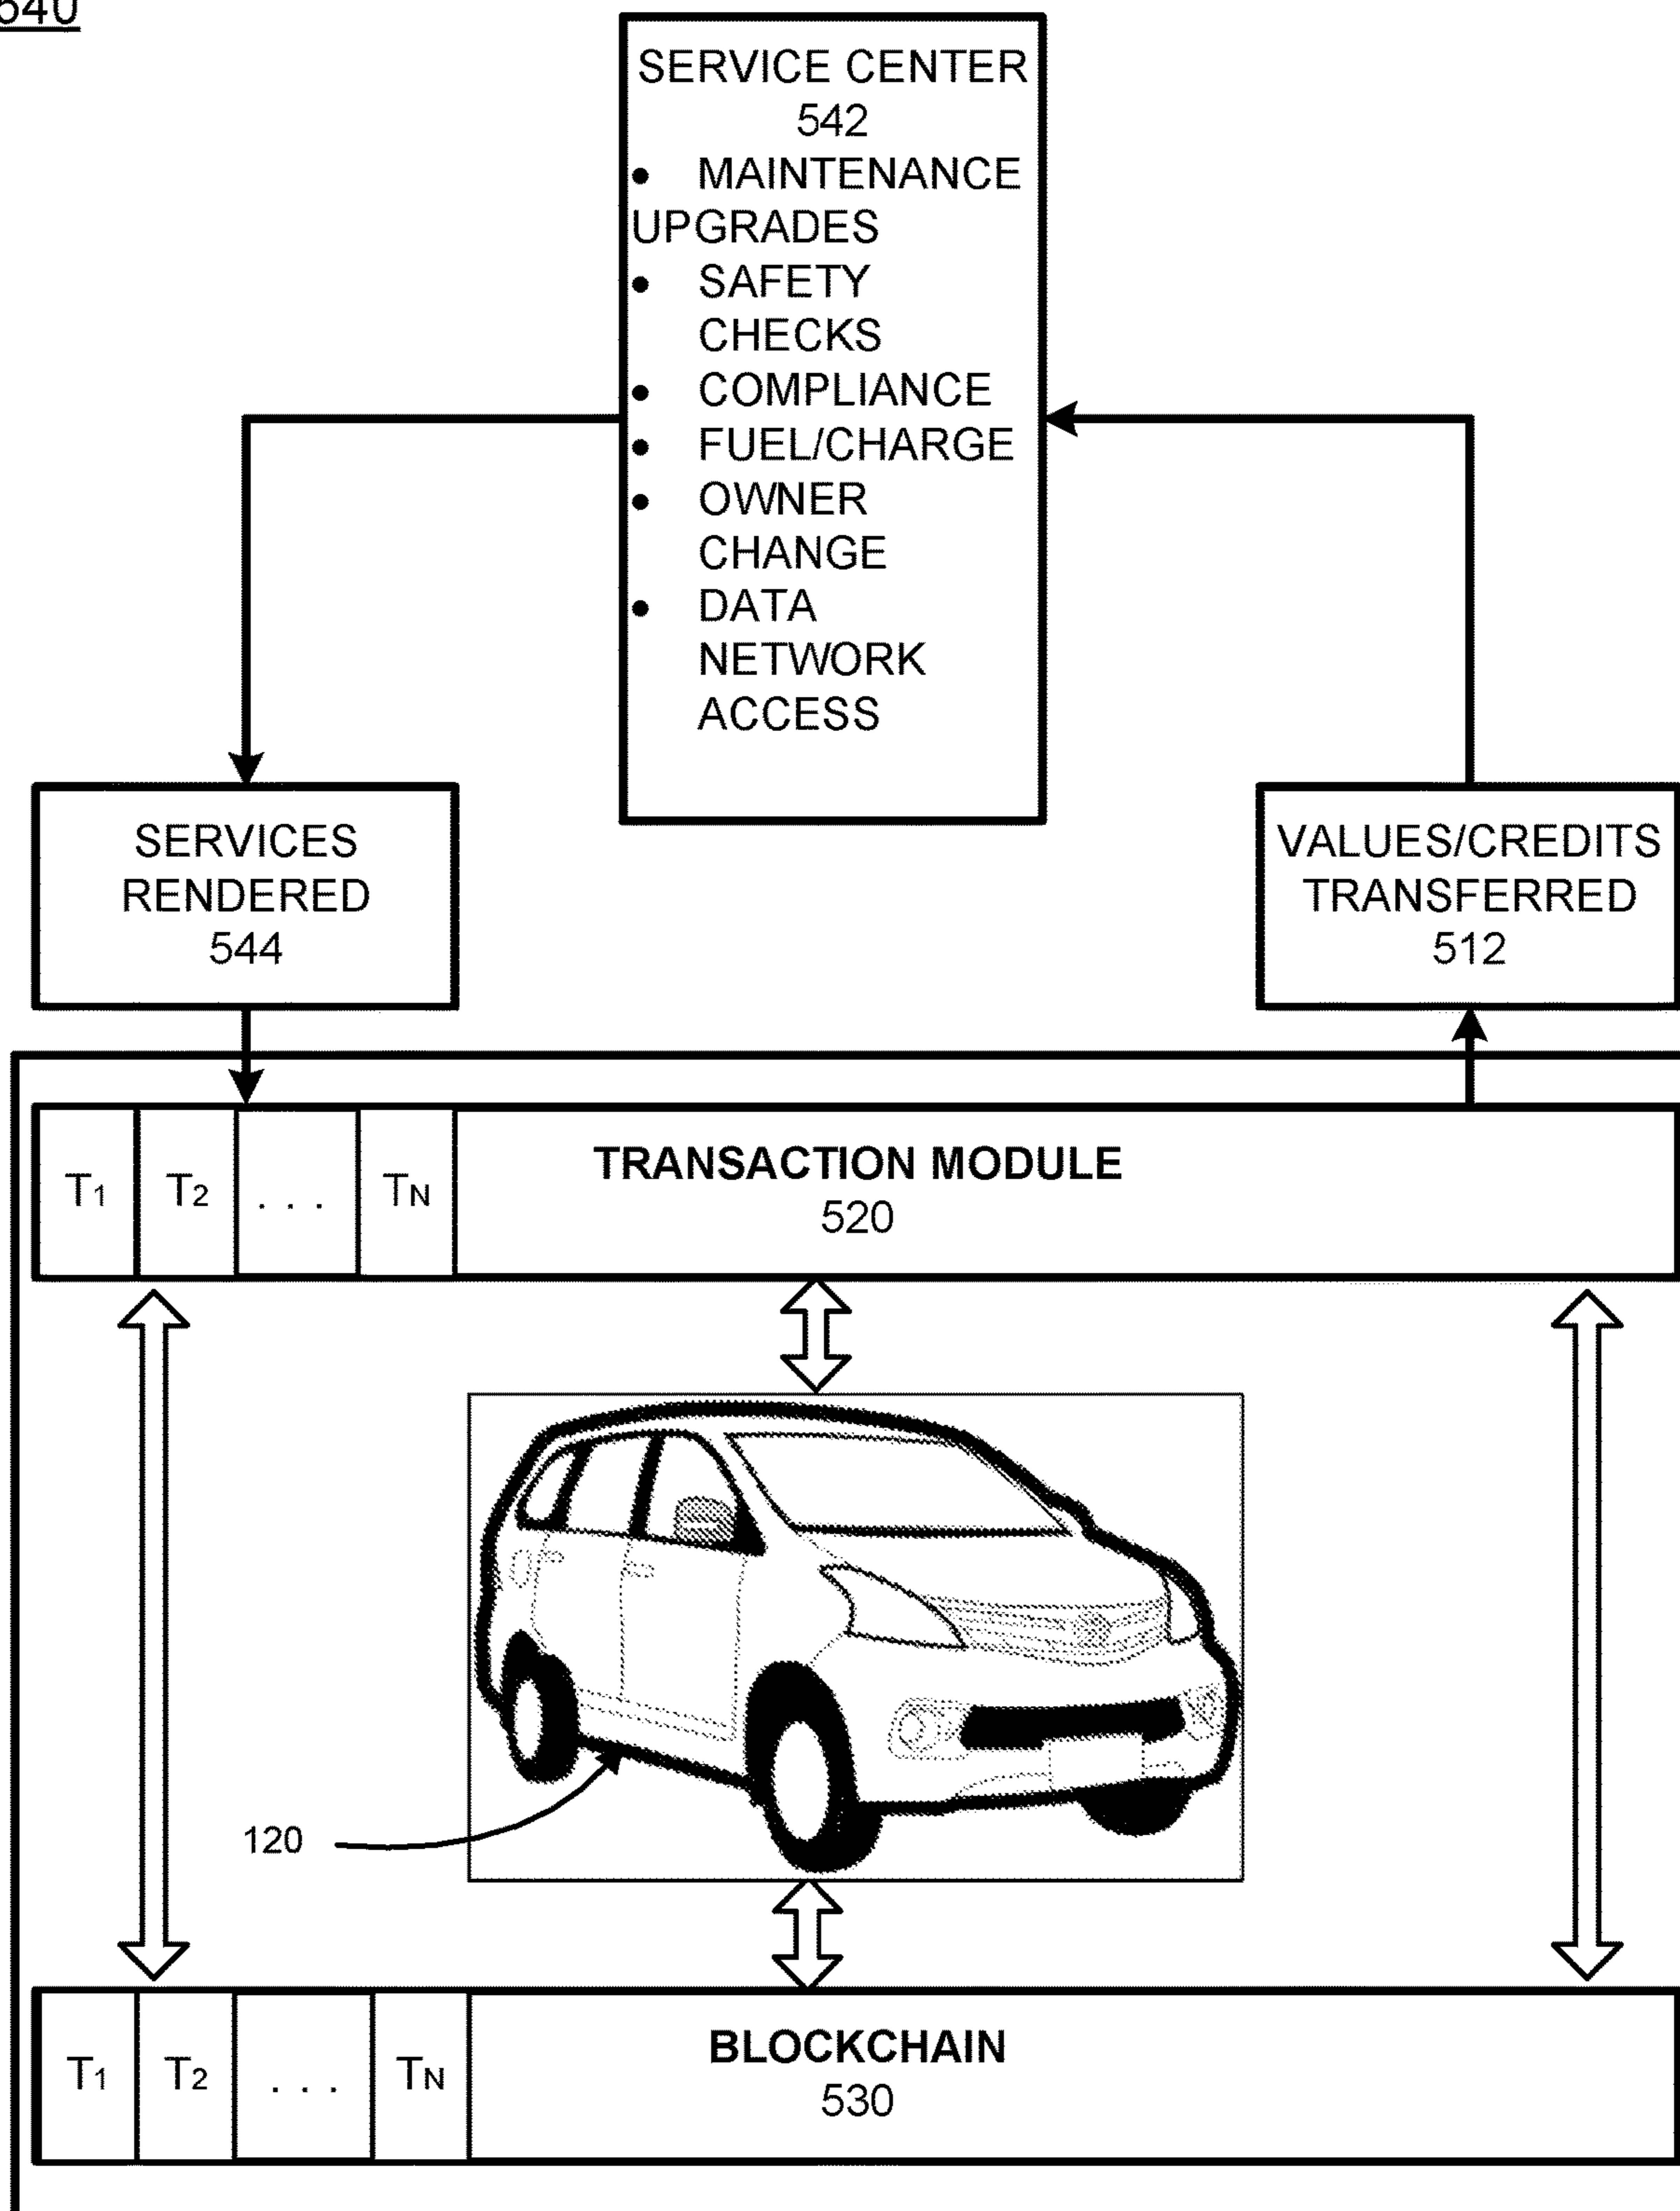 540
SERVICE CENTER
542
• MAINTENANCE
UPGRADES
• SAFETY
CHECKS
• COMPLIANCE
• FUEL/CHARGE
• OWNER
CHANGE
• DATA
NETWORK
ACCESS
SERVICES
RENDERED
544
VALUES/CREDITS
TRANSFERRED
512
T1 T2 . . . TN
TRANSACTION MODULE
520
120
T1 T2 . . . TN
BLOCKCHAIN
530